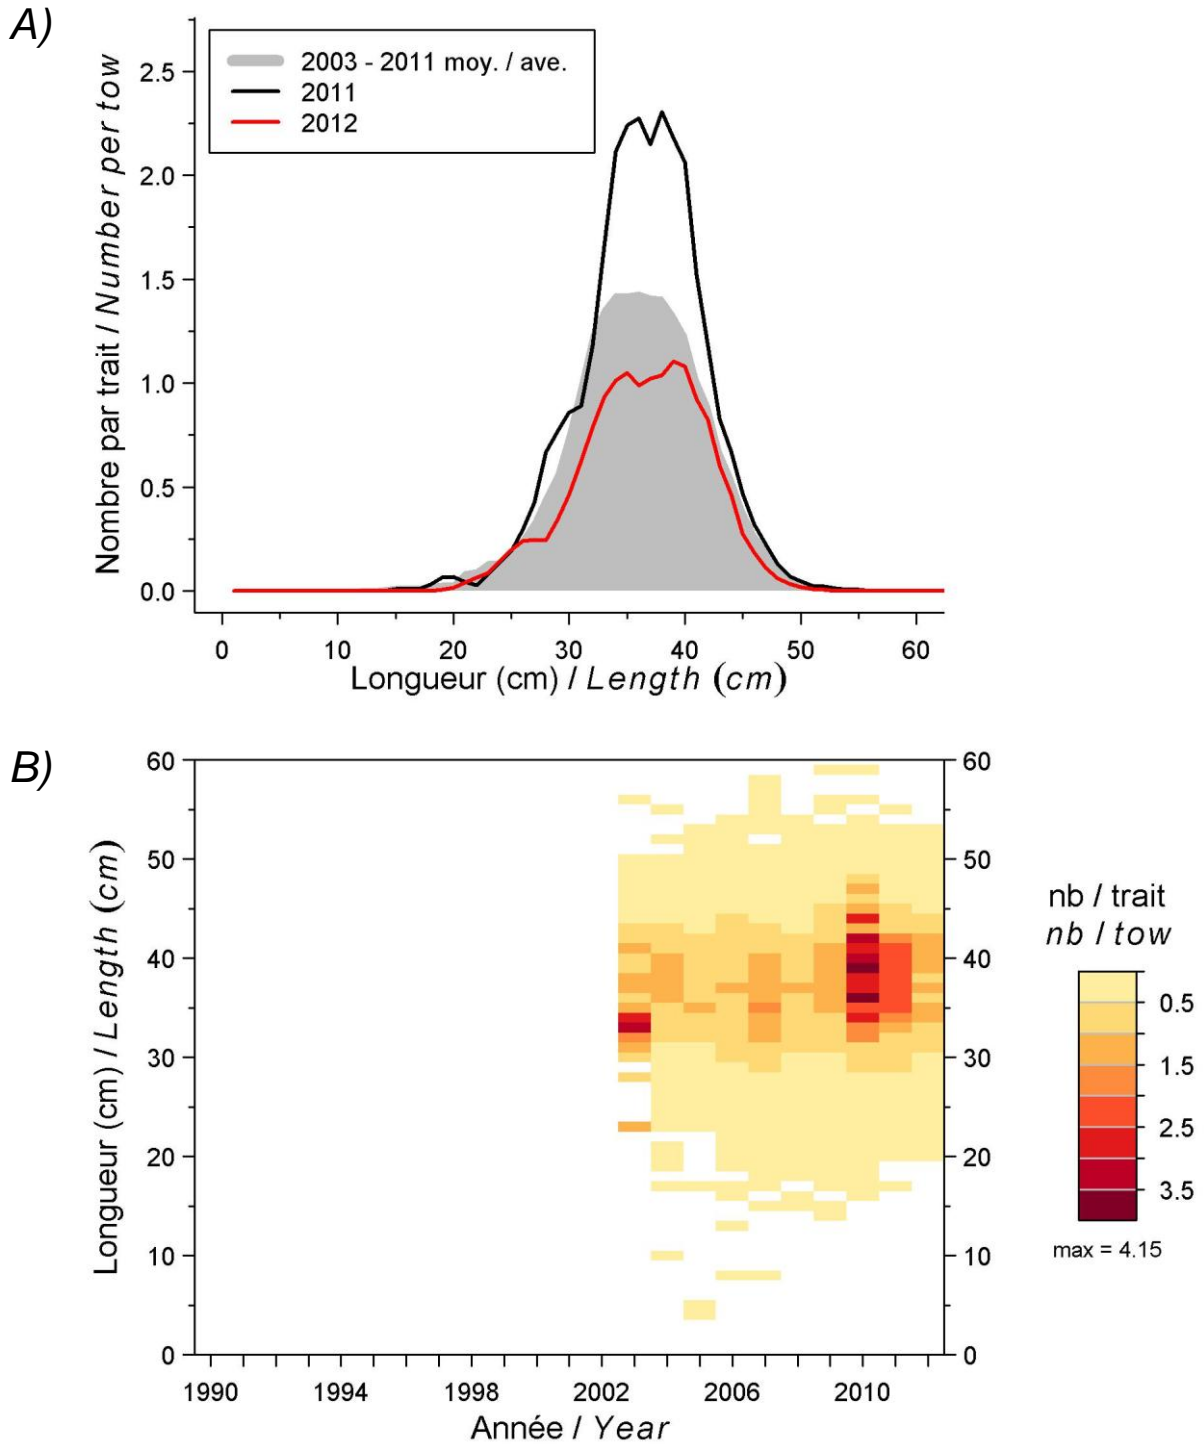 A)
Nombre par trait / Number per tow
2003 - 2011 moy. / ave.
2011
2012
2.5
2.0
1.5
1.0
0.5
0.0
0 10 20 30 40 50 60
Longueur (cm) / Length (cm)
B)
Longueur (cm) / Length (cm)
60
50
40
30
20
10
0
60
50
40
30
20
10
0
1990 1994 1998 2002 2006 2010
Année / Year
nb / trait
nb / tow
0.5
1.5
2.5
3.5
max = 4.15